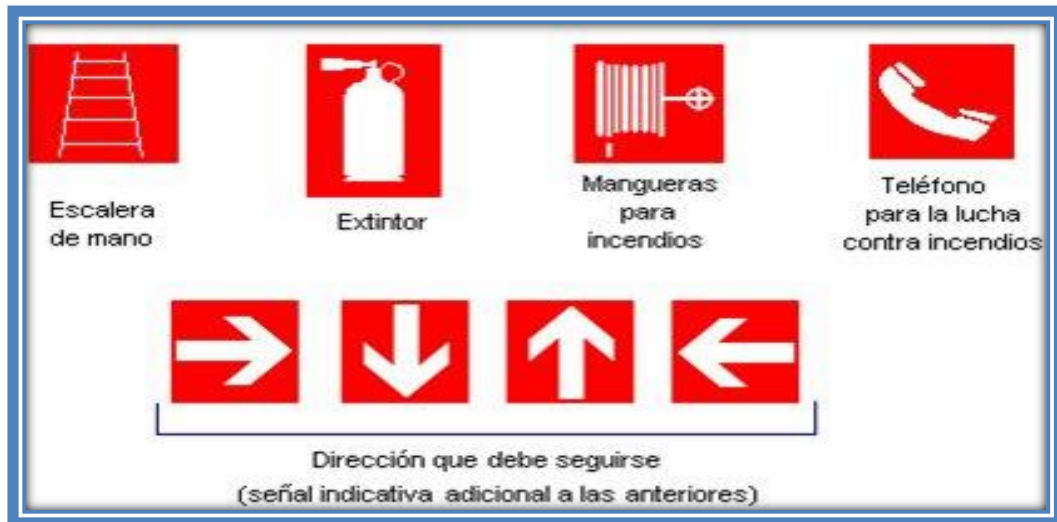 Escalera
de mano
Extintor
Mangueras
para
incendios
Teléfono
para la lucha
contra incendios
Dirección que debe seguirse
(señal indicativa adicional a las anteriores)